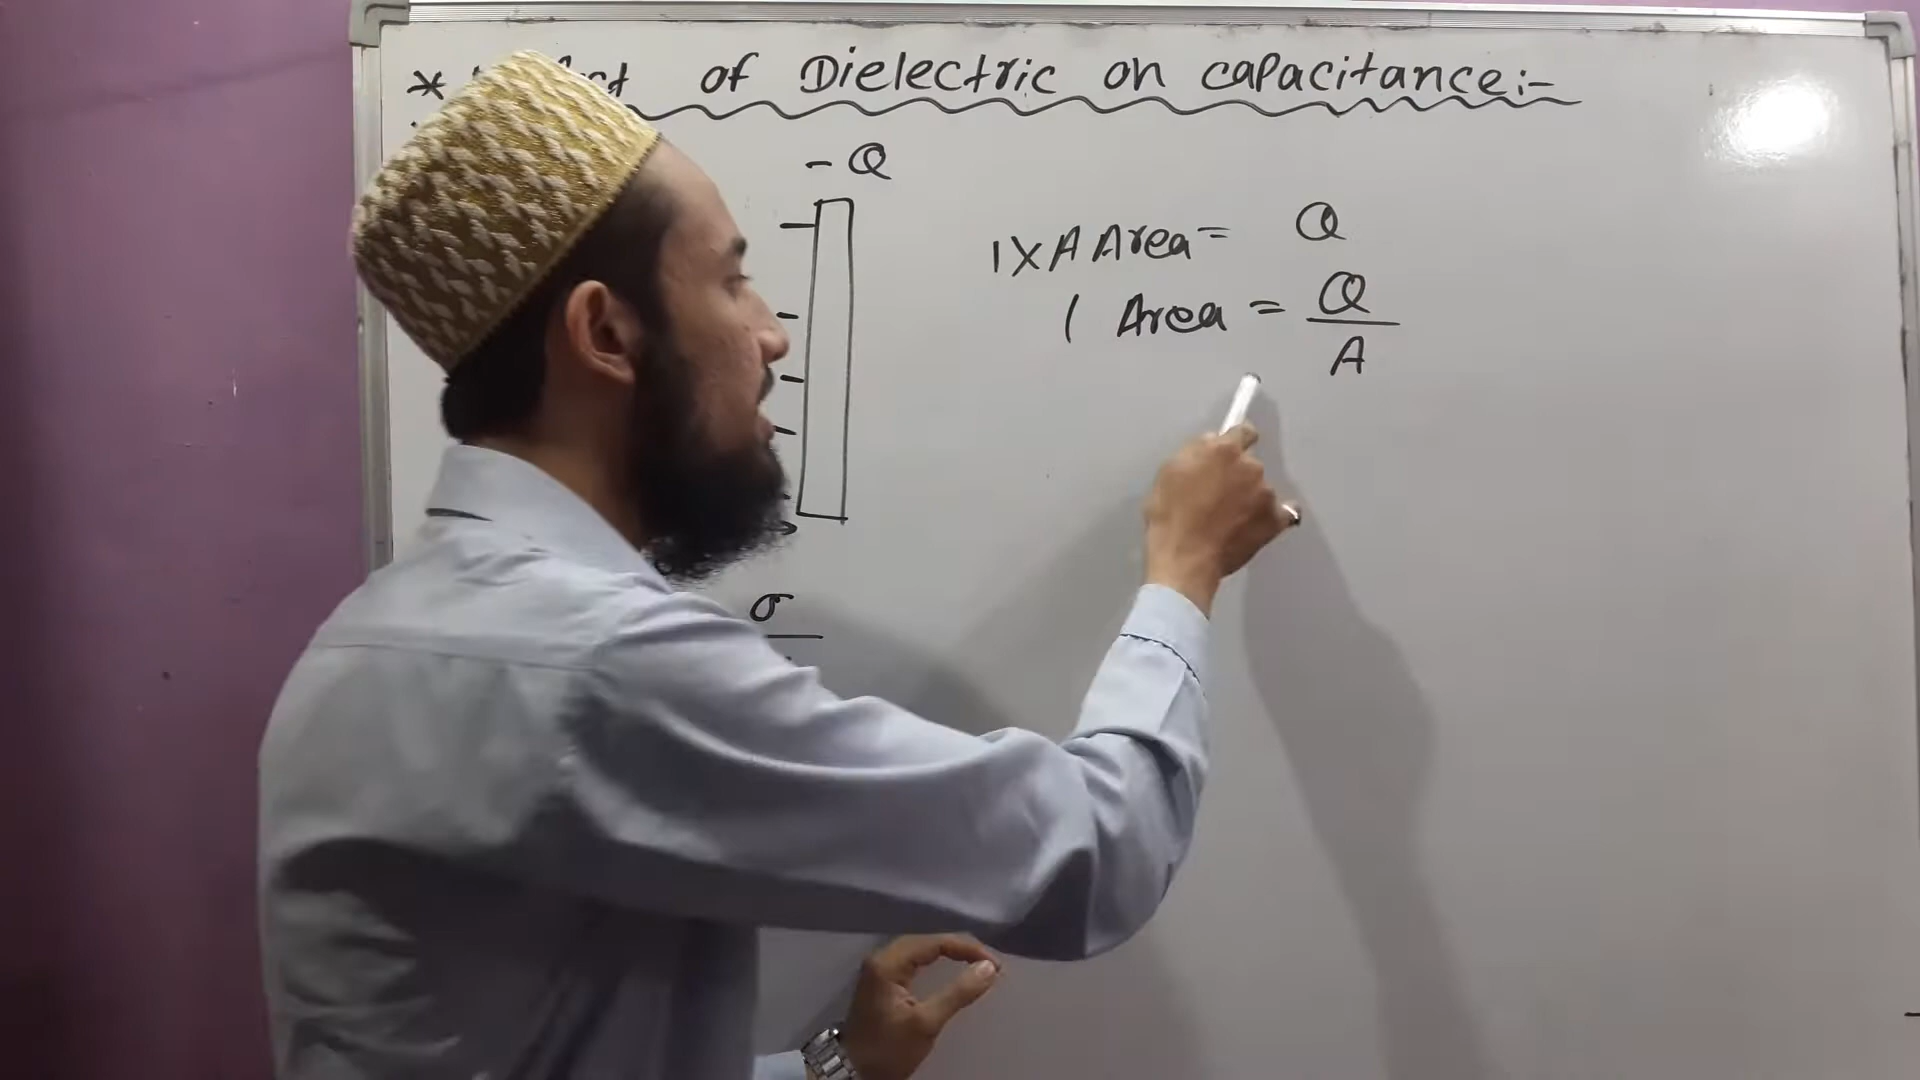 * of Dielectric on capacitance:-
- Q
1 X A Area = Q
1 Area = Q
A
σ